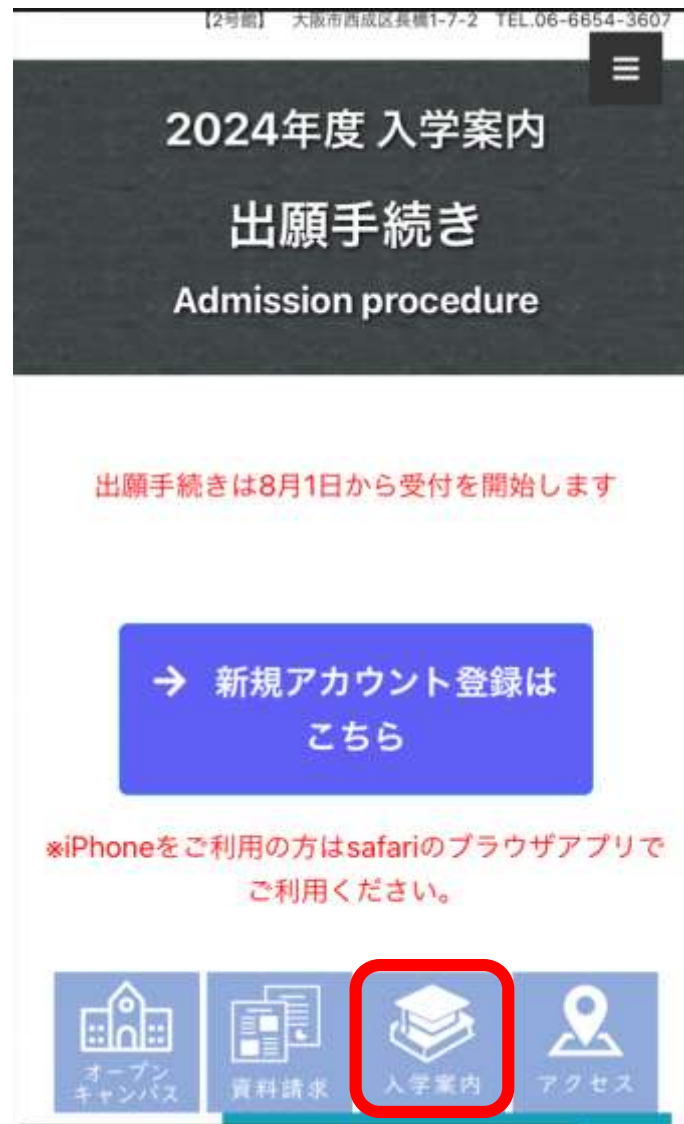 【2号館】 大阪市西成区長橋1-7-2 TEL.06-6654-3607
2024年度 入学案内
出願手続き
Admission procedure
出願手続きは8月1日から受付を開始します
→ 新規アカウント登録は
こちら
※iPhoneをご利用の方はsafariのブラウザアプリで
ご利用ください。
オープン
キャンパス
資料請求
入学案内
アクセス